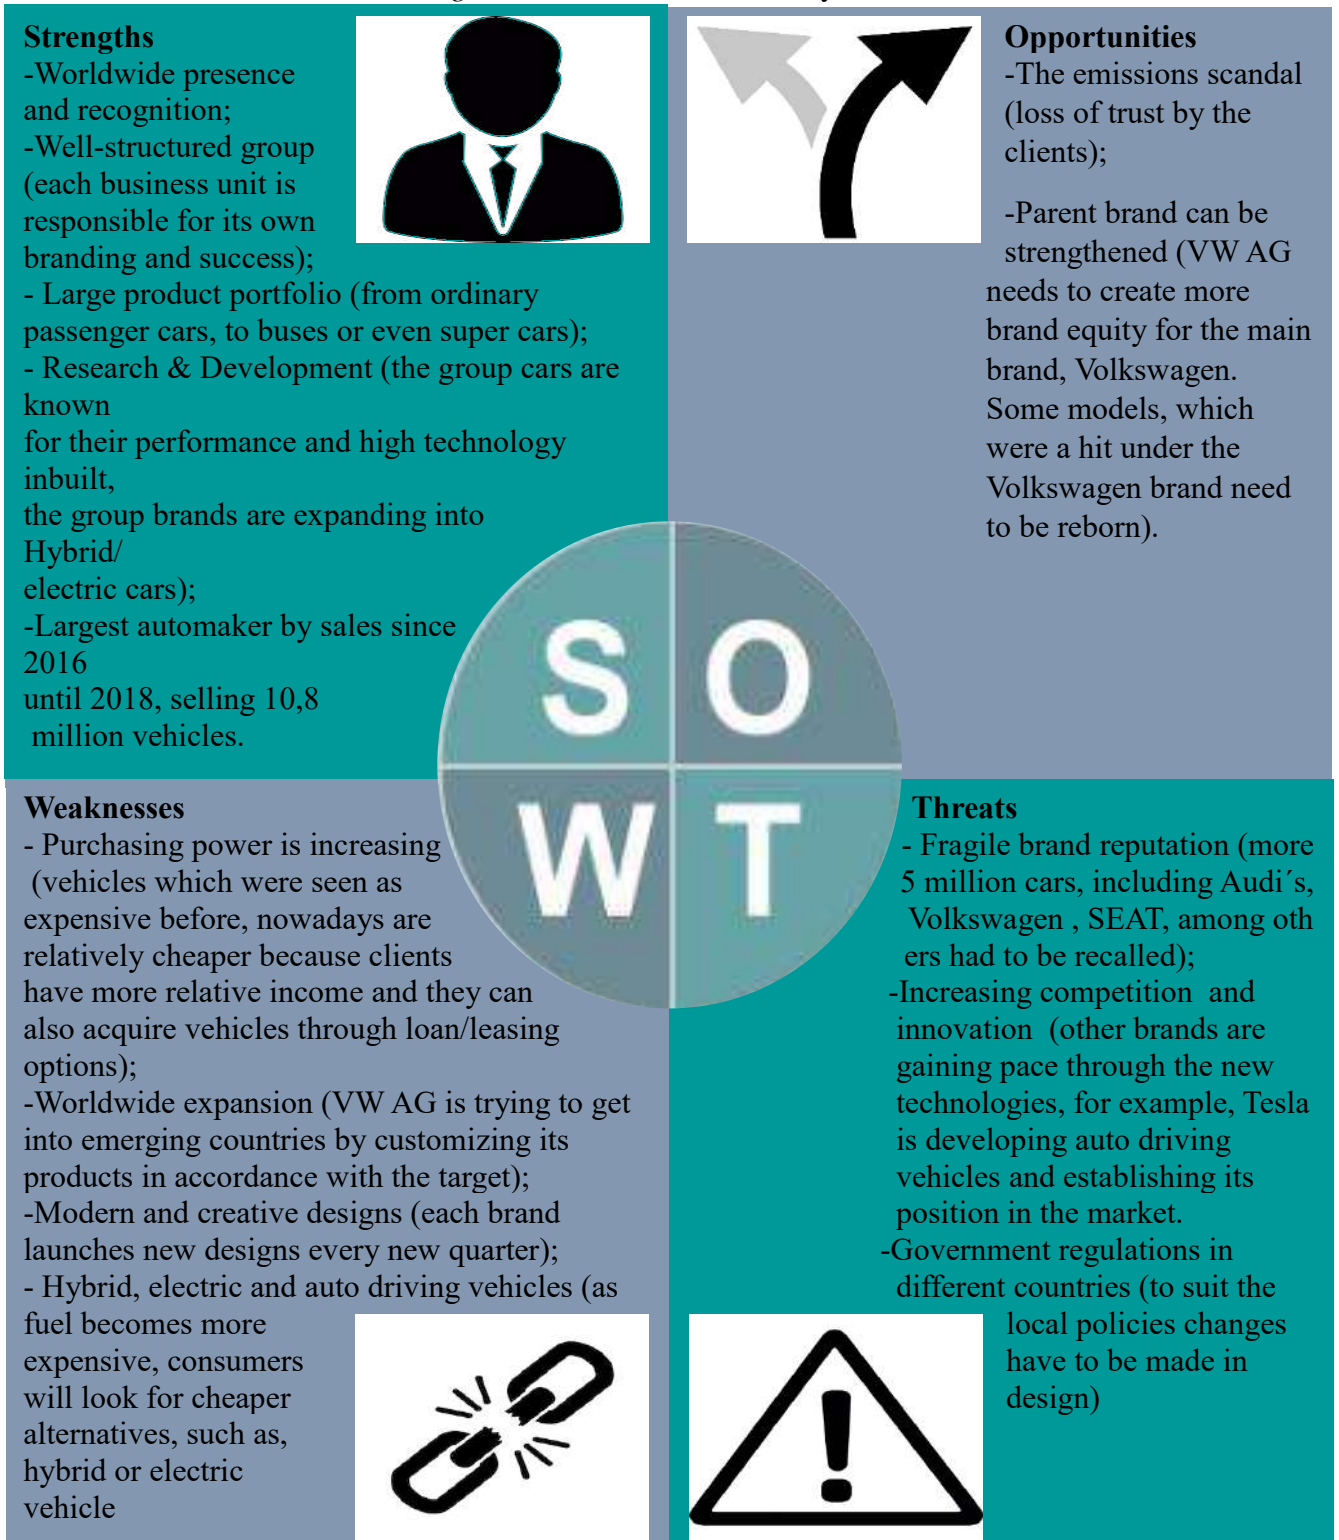 Strengths
-Worldwide presence
and recognition;
-Well-structured group
(each business unit is
responsible for its own
branding and success);
- Large product portfolio (from ordinary
passenger cars, to buses or even super cars);
- Research & Development (the group cars are
known
for their performance and high technology
inbuilt,
the group brands are expanding into
Hybrid/
electric cars);
-Largest automaker by sales since
2016
until 2018, selling 10,8
million vehicles.
Opportunities
-The emissions scandal
(loss of trust by the
clients);
-Parent brand can be
strengthened (VW AG
needs to create more
brand equity for the main
brand, Volkswagen.
Some models, which
were a hit under the
Volkswagen brand need
to be reborn).
S O
W T
Weaknesses
- Purchasing power is increasing
(vehicles which were seen as
expensive before, nowadays are
relatively cheaper because clients
have more relative income and they can
also acquire vehicles through loan/leasing
options);
-Worldwide expansion (VW AG is trying to get
into emerging countries by customizing its
products in accordance with the target);
-Modern and creative designs (each brand
launches new designs every new quarter);
- Hybrid, electric and auto driving vehicles (as
fuel becomes more
expensive, consumers
will look for cheaper
alternatives, such as,
hybrid or electric
vehicle
Threats
- Fragile brand reputation (more
5 million cars, including Audi´s,
Volkswagen , SEAT, among oth
ers had to be recalled);
-Increasing competition  and
innovation  (other brands are
gaining pace through the new
technologies, for example, Tesla
is developing auto driving
vehicles and establishing its
position in the market.
-Government regulations in
different countries (to suit the
local policies changes
have to be made in
design)